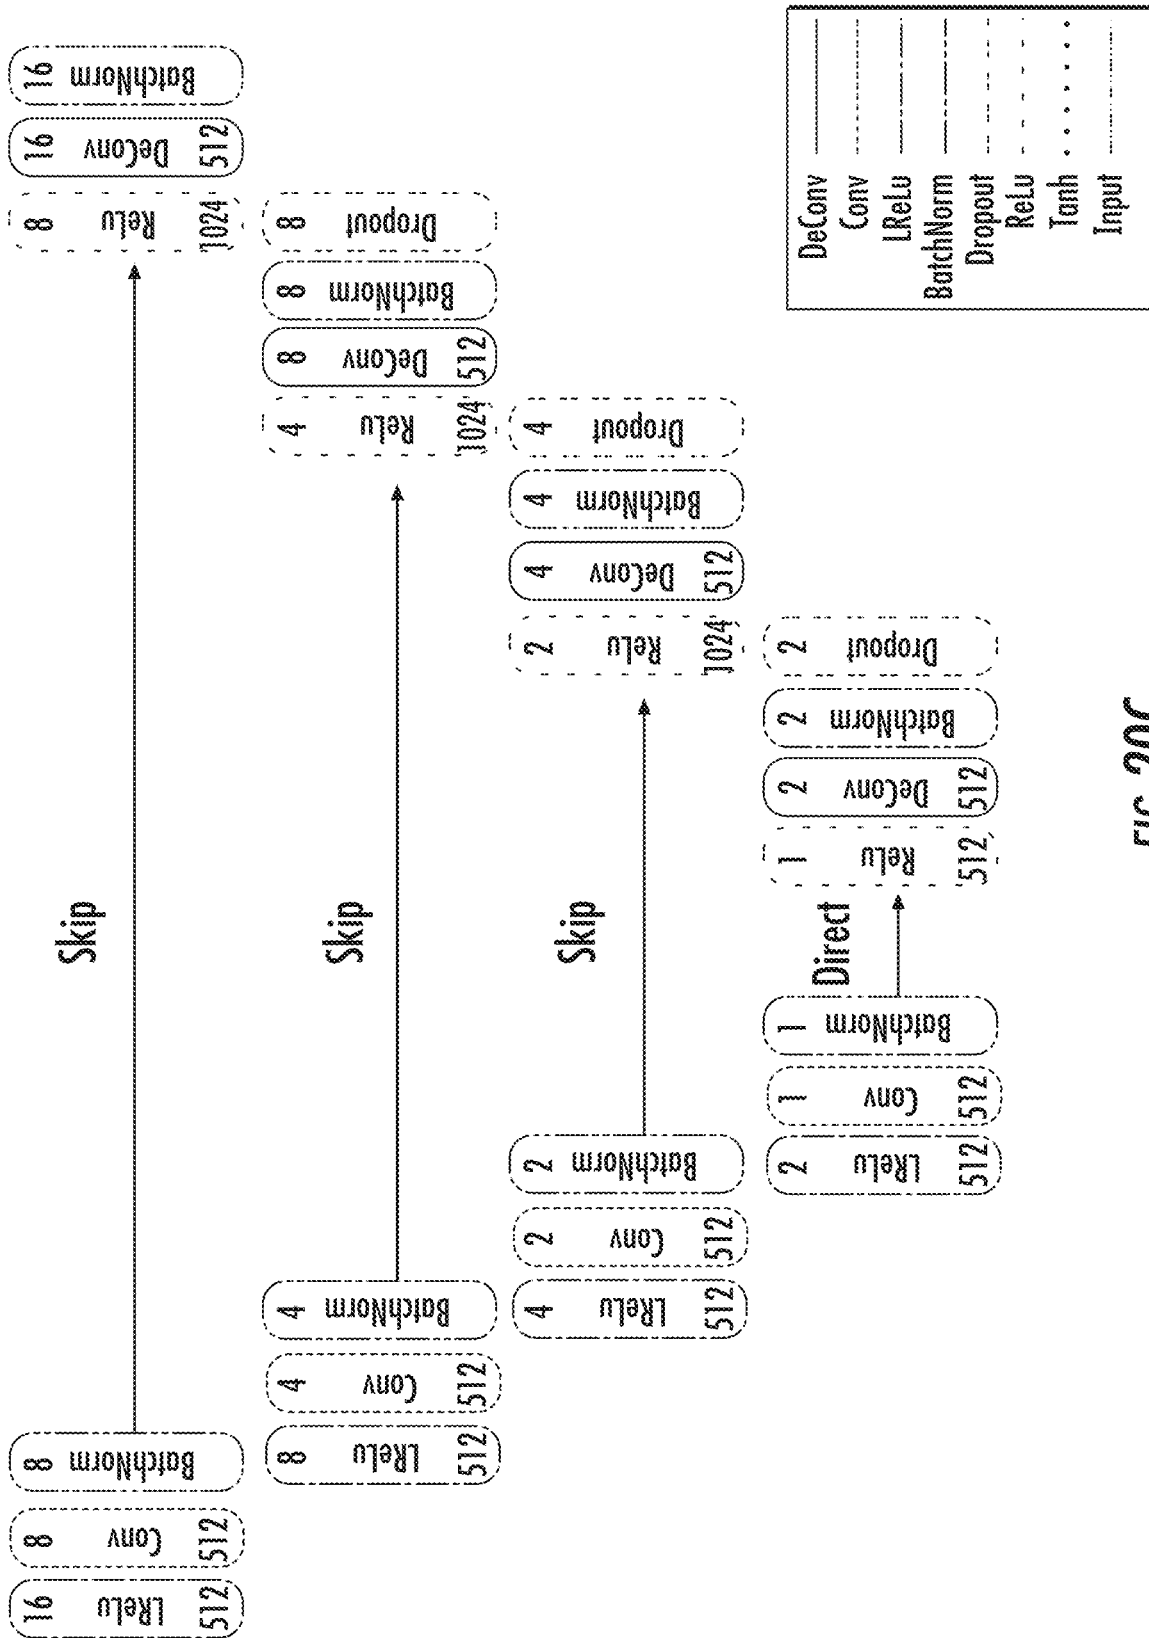 16
LReLu
512
8
Conv
512
8
BatchNorm
Skip
8
ReLu
1024
16
DeConv
512
16
BatchNorm
8
LReLu
512
4
Conv
512
4
BatchNorm
Skip
4
ReLu
1024
8
DeConv
512
8
BatchNorm
8
Dropout
4
LReLu
512
2
Conv
512
2
BatchNorm
Skip
2
ReLu
1024
4
DeConv
512
4
BatchNorm
4
Dropout
2
LReLu
512
1
Conv
512
1
BatchNorm
Direct
1
ReLu
512
2
DeConv
512
2
BatchNorm
2
Dropout
DeConv
Conv
LReLu
BatchNorm
Dropout
ReLu
Tanh
Input